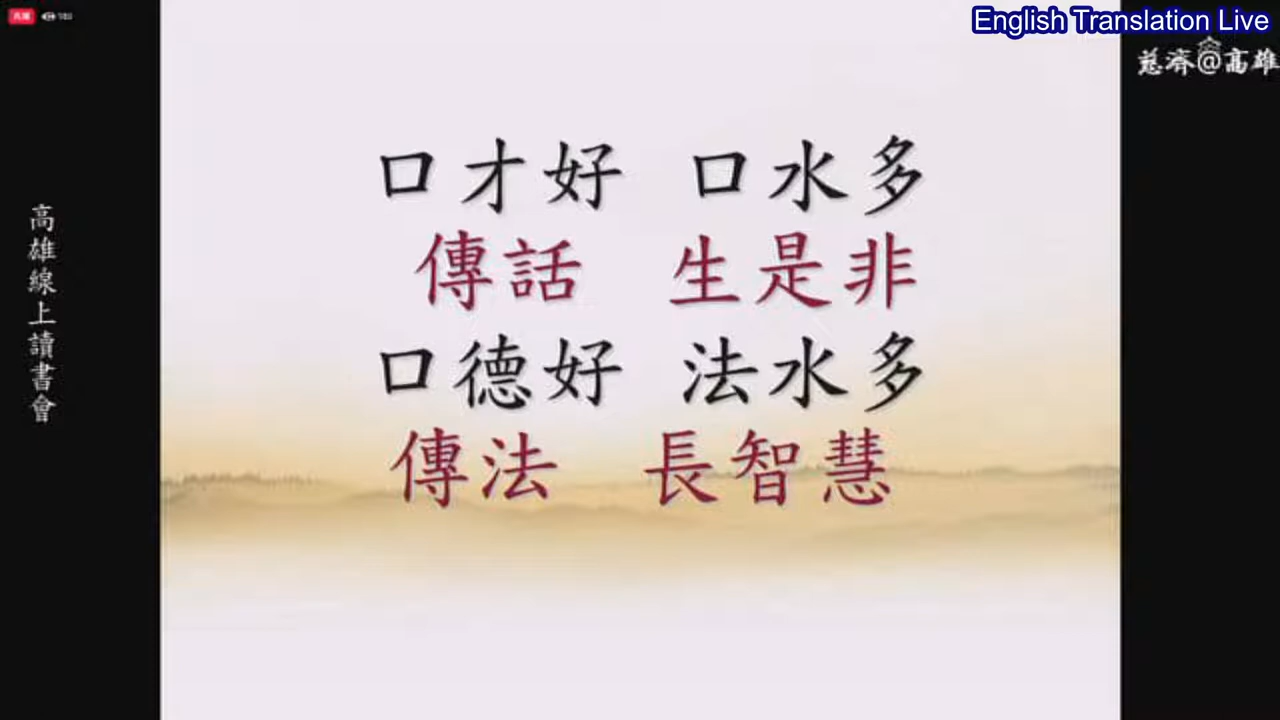 English Translation Live
慈濟@高雄
口才好 口水多
傳話 生是非
口德好 法水多
傳法 長智慧
高雄線上讀書會